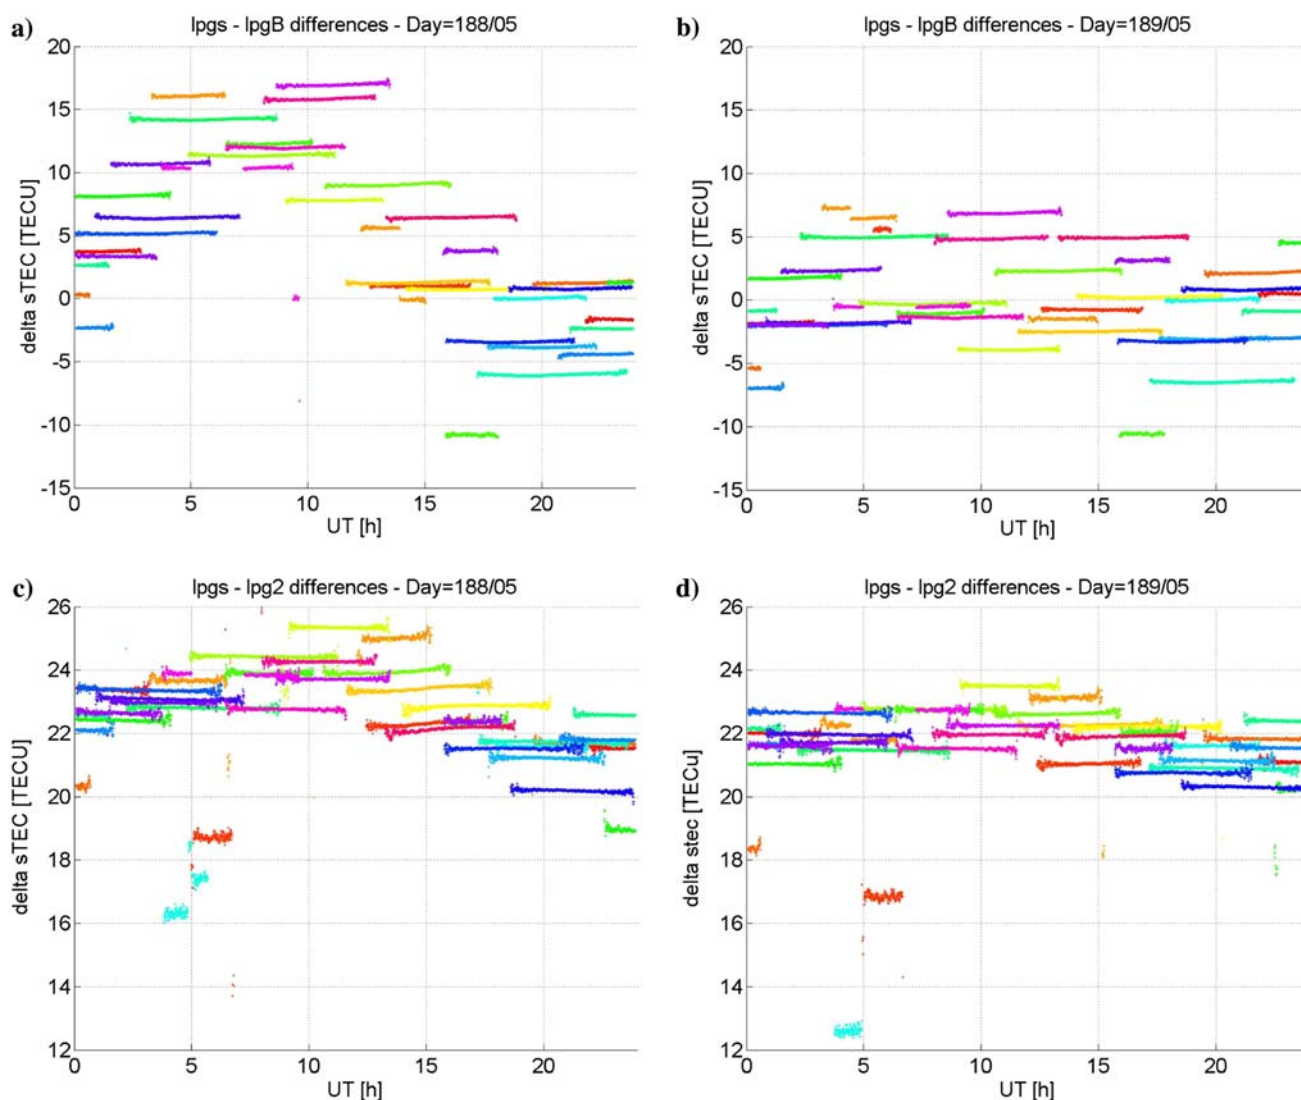 a)
lpgs - lpgB differences - Day=188/05
delta sTEC [TECU]
20
15
10
5
0
-5
-10
-15
0 5 10 15 20
UT [h]
b)
lpgs - lpgB differences - Day=189/05
delta sTEC [TECU]
20
15
10
5
0
-5
-10
-15
0 5 10 15 20
UT [h]
c)
lpgs - lpg2 differences - Day=188/05
delta sTEC [TECU]
26
24
22
20
18
16
14
12
0 5 10 15 20
UT [h]
d)
lpgs - lpg2 differences - Day=189/05
delta stec [TECu]
26
24
22
20
18
16
14
12
0 5 10 15 20
UT [h]